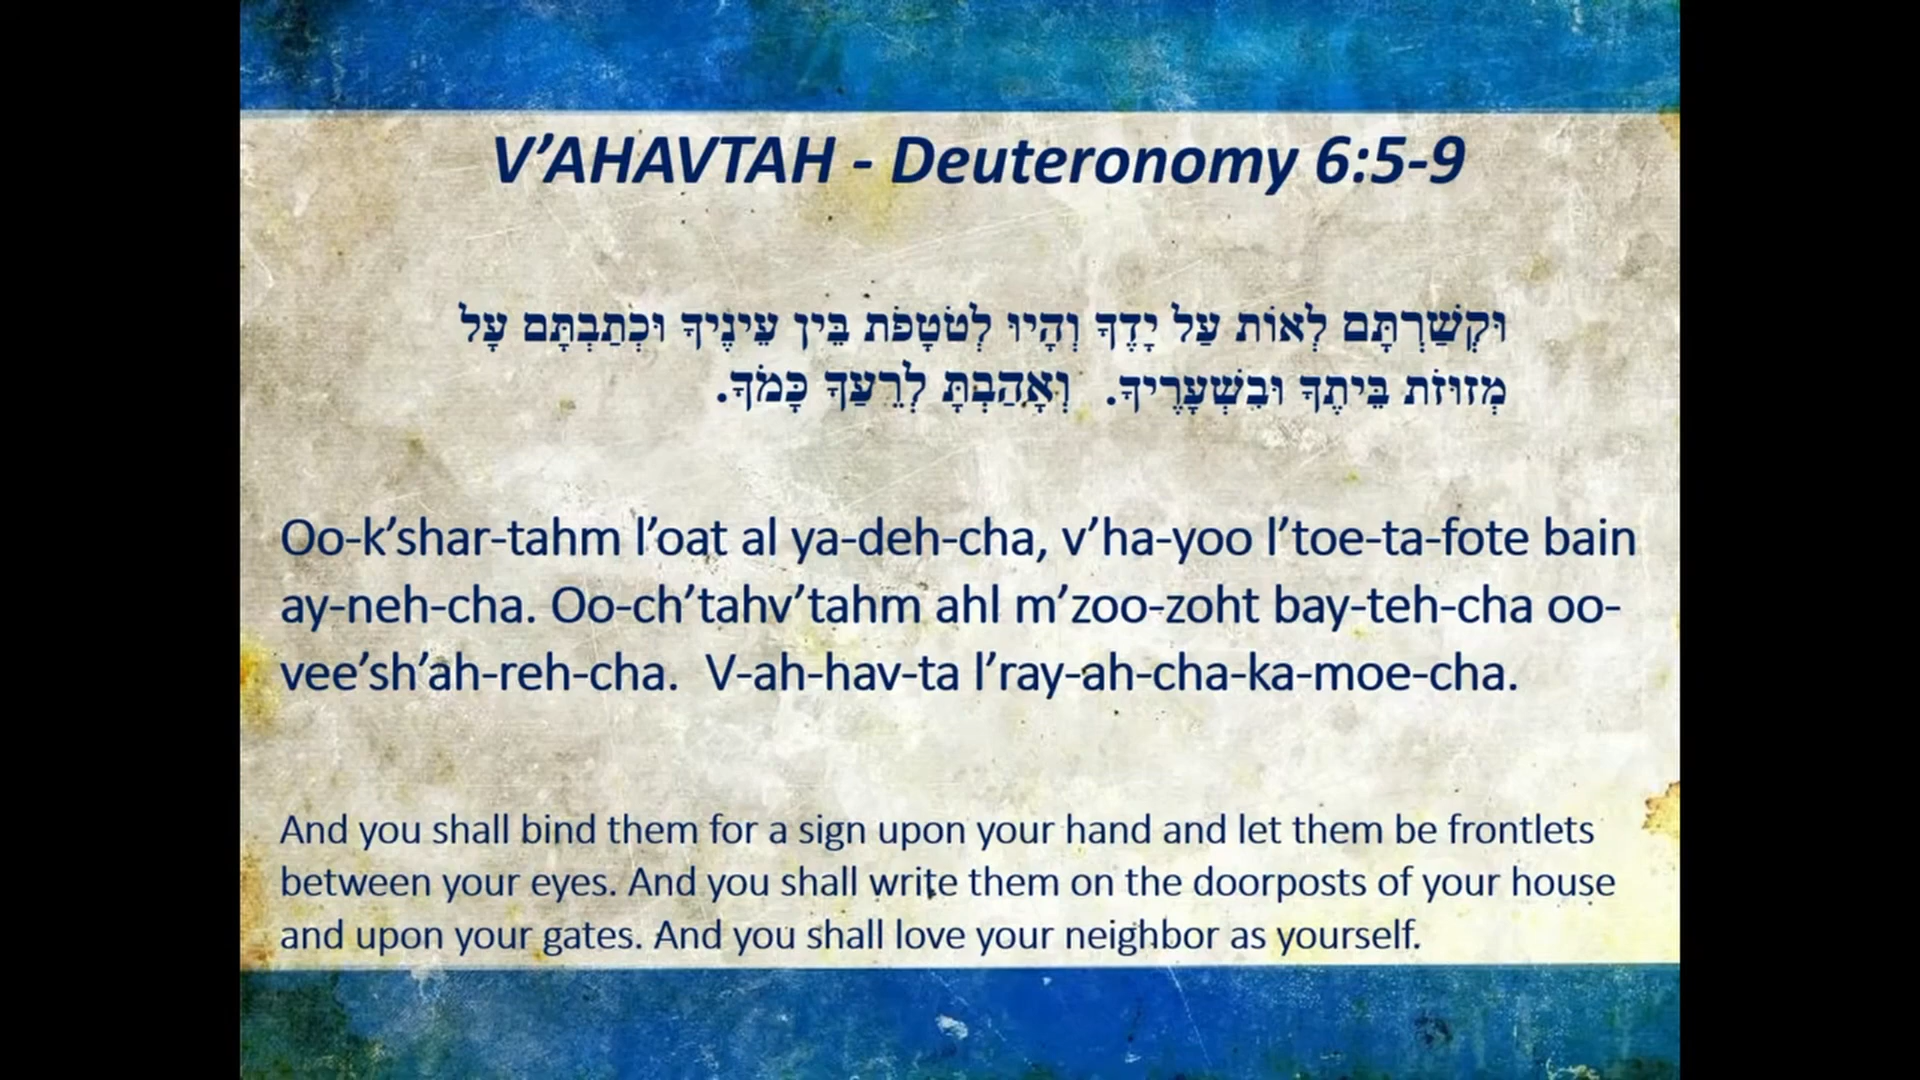 V’AHAVTAH - Deuteronomy 6:5-9
וּקְשַׁרְתָּם לְאוֹת עַל יָדֶךָ וְהָיוּ לְטֹטָפֹת בֵּין עֵינֶיךָ וּכְתַבְתָּם עָל
מְזוּזֹת בֵּיתֶךָ וּבִשְׁעָרֶיךָ. וְאָהַבְתָּ לְרֵעַךָ כָּמֹךָ.
Oo-k’shar-tahm l’oat al ya-deh-cha, v’ha-yoo l’toe-ta-fote bain
ay-neh-cha. Oo-ch’tahv’tahm ahl m’zoo-zoht bay-teh-cha oo-
vee’sh’ah-reh-cha. V-ah-hav-ta l’ray-ah-cha-ka-moe-cha.
And you shall bind them for a sign upon your hand and let them be frontlets
between your eyes. And you shall write them on the doorposts of your house
and upon your gates. And you shall love your neighbor as yourself.